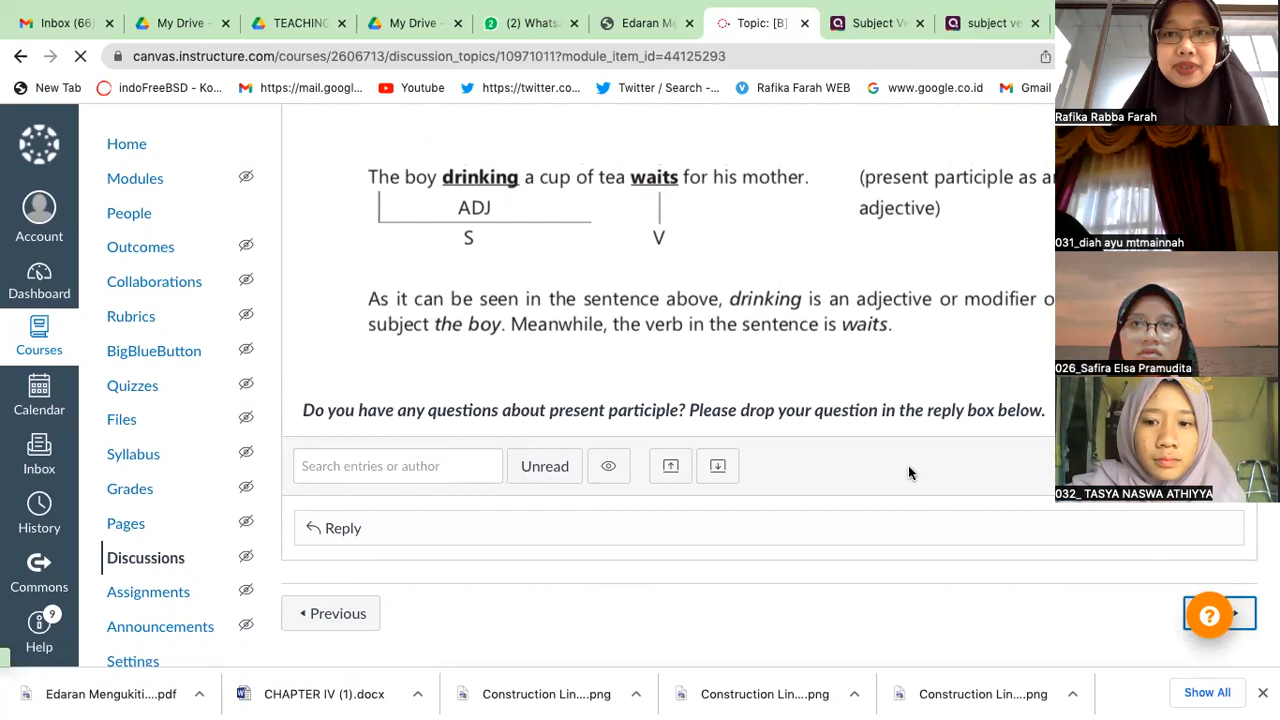 Inbox (66)
My Drive -
TEACHIN
My Drive -
(2) Whats
Edaran Me
Topic: [B]
Subject Ve
subject ve
canvas.instructure.com/courses/2606713/discussion_topics/10971011?module_item_id=44125293
New Tab
indoFreeBSD - Ko...
https://mail.googl...
Youtube
https://twitter.co...
Twitter / Search -...
Rafika Farah WEB
www.google.co.id
Gmail
Rafika Rabba Farah
031_diah ayu mtmainnah
026_Safira Elsa Pramudita
032_ TASYA NASWA ATHIYYA
Account
Dashboard
Courses
Calendar
Inbox
History
Commons
9
Help
Home
Modules
People
Outcomes
Collaborations
Rubrics
BigBlueButton
Quizzes
Files
Syllabus
Grades
Pages
Discussions
Assignments
Announcements
Settings
The boy drinking a cup of tea waits for his mother. (present participle as
ADJ
adjective)
S V
As it can be seen in the sentence above, drinking is an adjective or modifier
subject the boy. Meanwhile, the verb in the sentence is waits.
Do you have any questions about present participle? Please drop your question in the reply box below.
Search entries or author
Unread
Reply
Previous
?
Edaran Mengukiti....pdf
CHAPTER IV (1).docx
Construction Lin....png
Construction Lin....png
Construction Lin....png
Show All